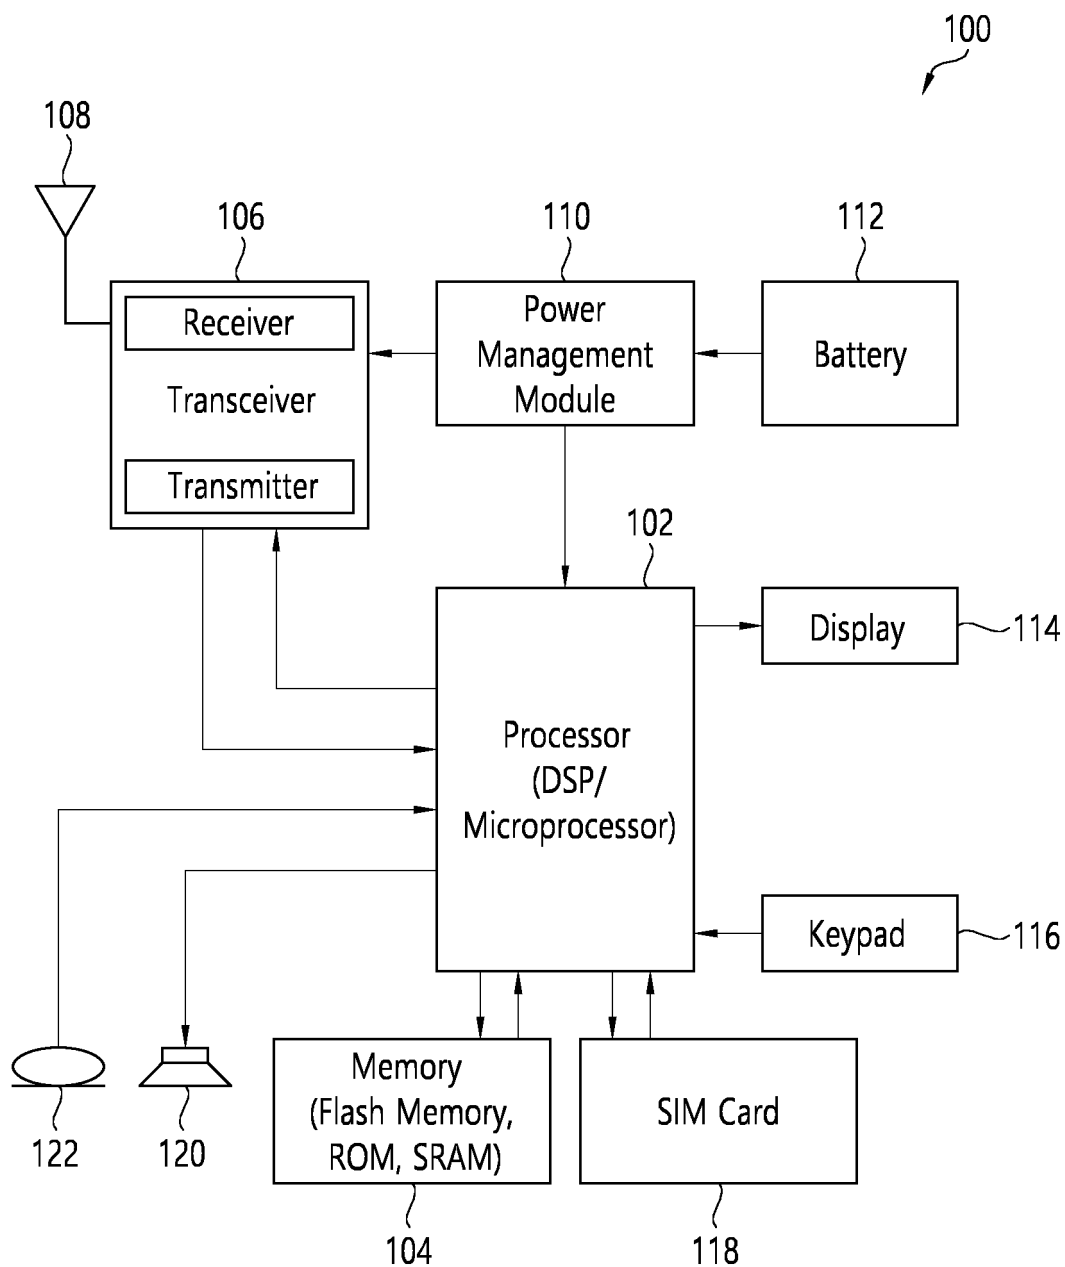 100
108
106
110
112
Receiver
Transceiver
Transmitter
Power
Management
Module
Battery
102
Display
114
Processor
(DSP/
Microprocessor)
Keypad
116
122
120
Memory
(Flash Memory,
ROM, SRAM)
SIM Card
104
118